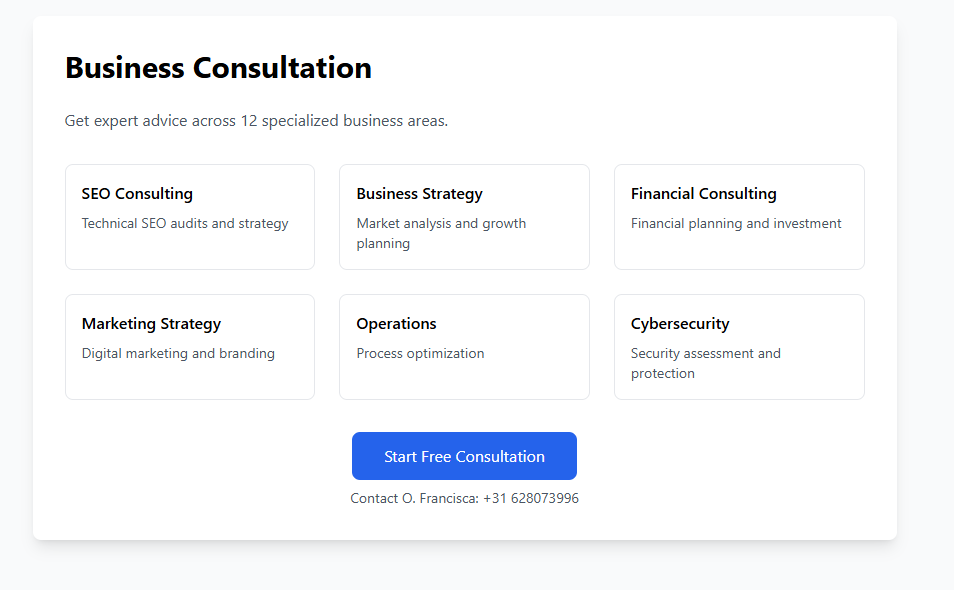 Business Consultation
Get expert advice across 12 specialized business areas.
SEO Consulting
Technical SEO audits and strategy
Business Strategy
Market analysis and growth
planning
Financial Consulting
Financial planning and investment
Marketing Strategy
Digital marketing and branding
Operations
Process optimization
Cybersecurity
Security assessment and
protection
Start Free Consultation
Contact O. Francisca: +31 628073996